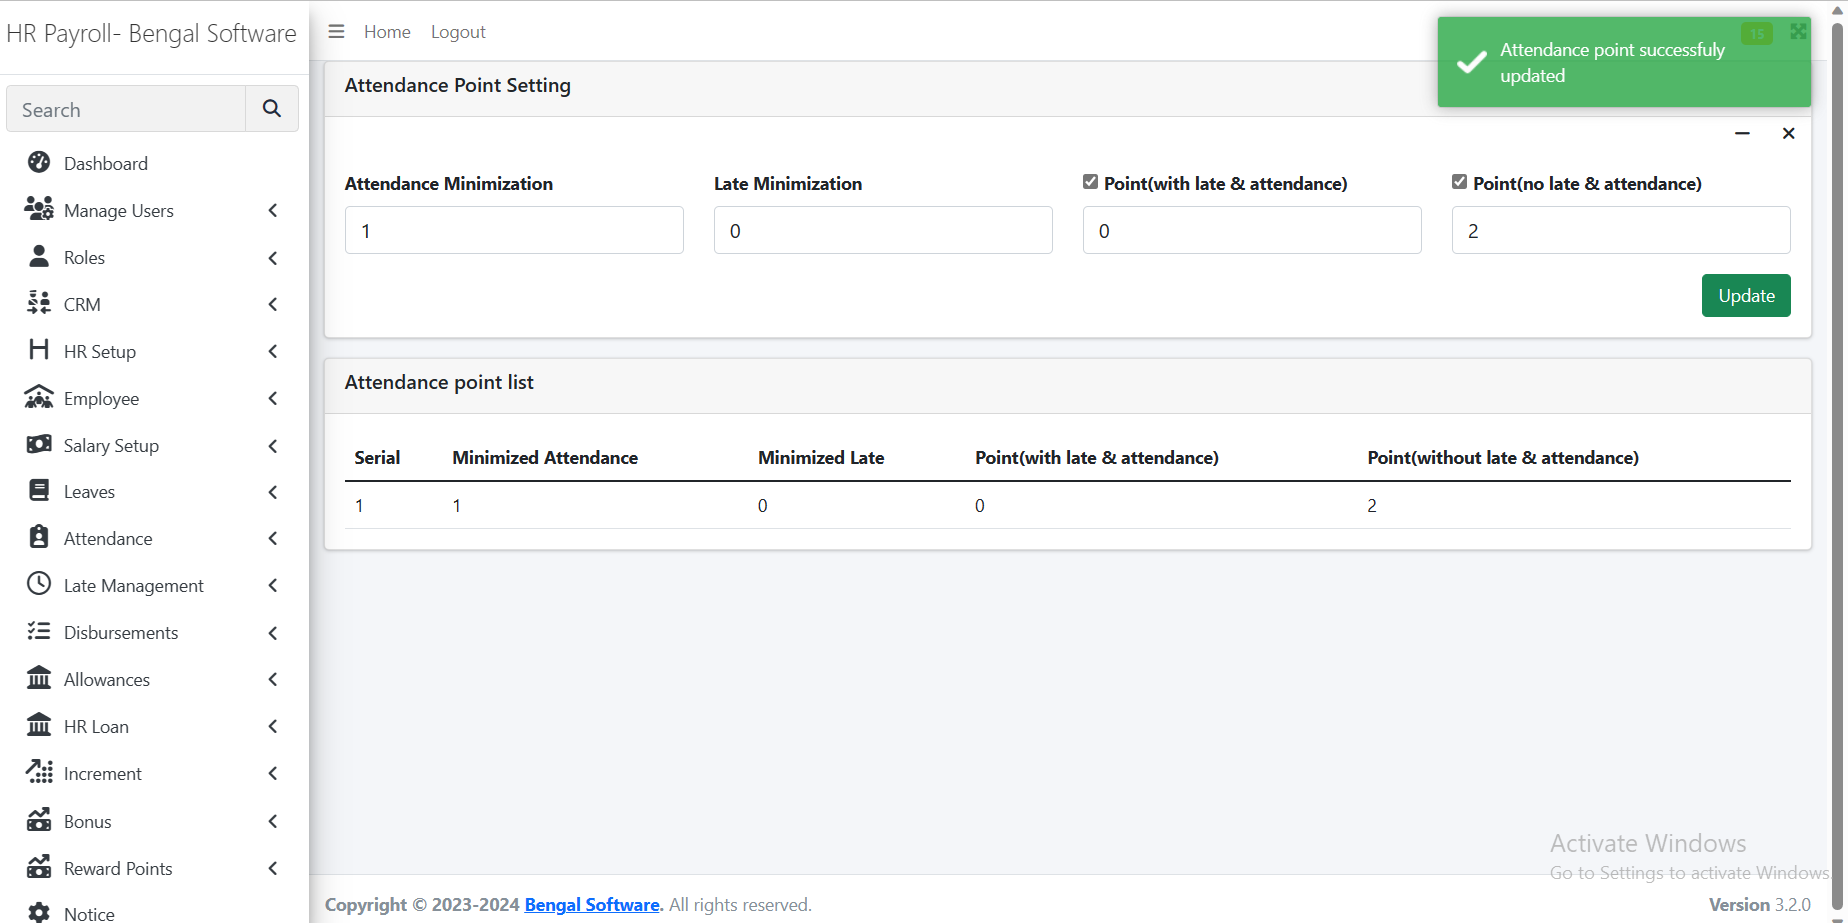 HR Payroll- Bengal Software
Home
Logout
15
Attendance point successfuly
updated
Search
Dashboard
Manage Users
Roles
CRM
HR Setup
Employee
Salary Setup
Leaves
Attendance
Late Management
Disbursements
Allowances
HR Loan
Increment
Bonus
Reward Points
Notice
Attendance Point Setting
Attendance Minimization
Late Minimization
Point(with late & attendance)
Point(no late & attendance)
1
0
0
2
Update
Attendance point list
Serial
Minimized Attendance
Minimized Late
Point(with late & attendance)
Point(without late & attendance)
1
1
0
0
2
Activate Windows
Go to Settings to activate Windows.
Copyright © 2023-2024 Bengal Software. All rights reserved.
Version 3.2.0